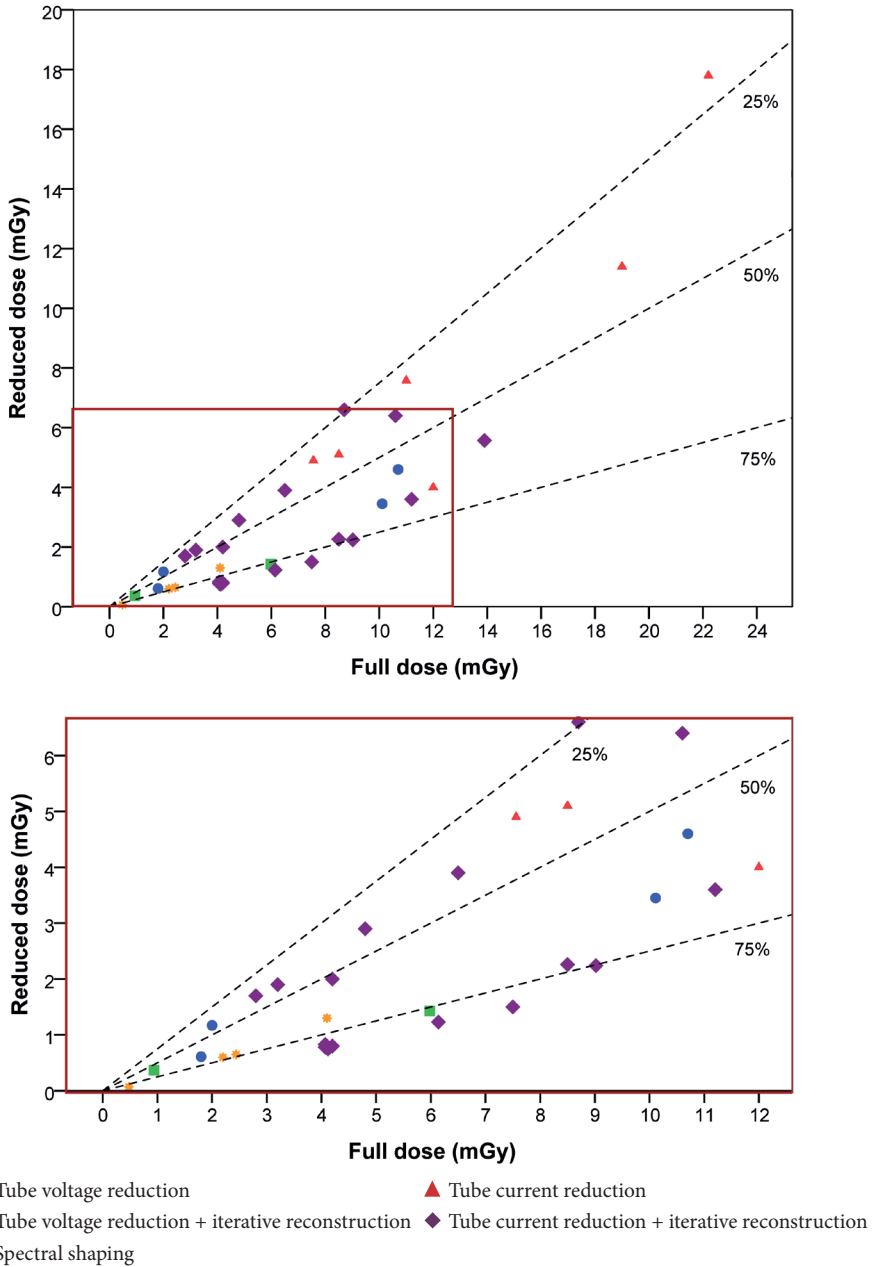 20
18
16
14
12
10
8
6
4
2
0
Reduced dose (mGy)
25%
50%
75%
0 2 4 6 8 10 12 14 16 18 20 22 24
Full dose (mGy)
6
5
4
3
2
1
0
Reduced dose (mGy)
25%
50%
75%
0 1 2 3 4 5 6 7 8 9 10 11 12
Full dose (mGy)
Tube voltage reduction Tube current reduction
Tube voltage reduction + iterative reconstruction Tube current reduction + iterative reconstruction
Spectral shaping